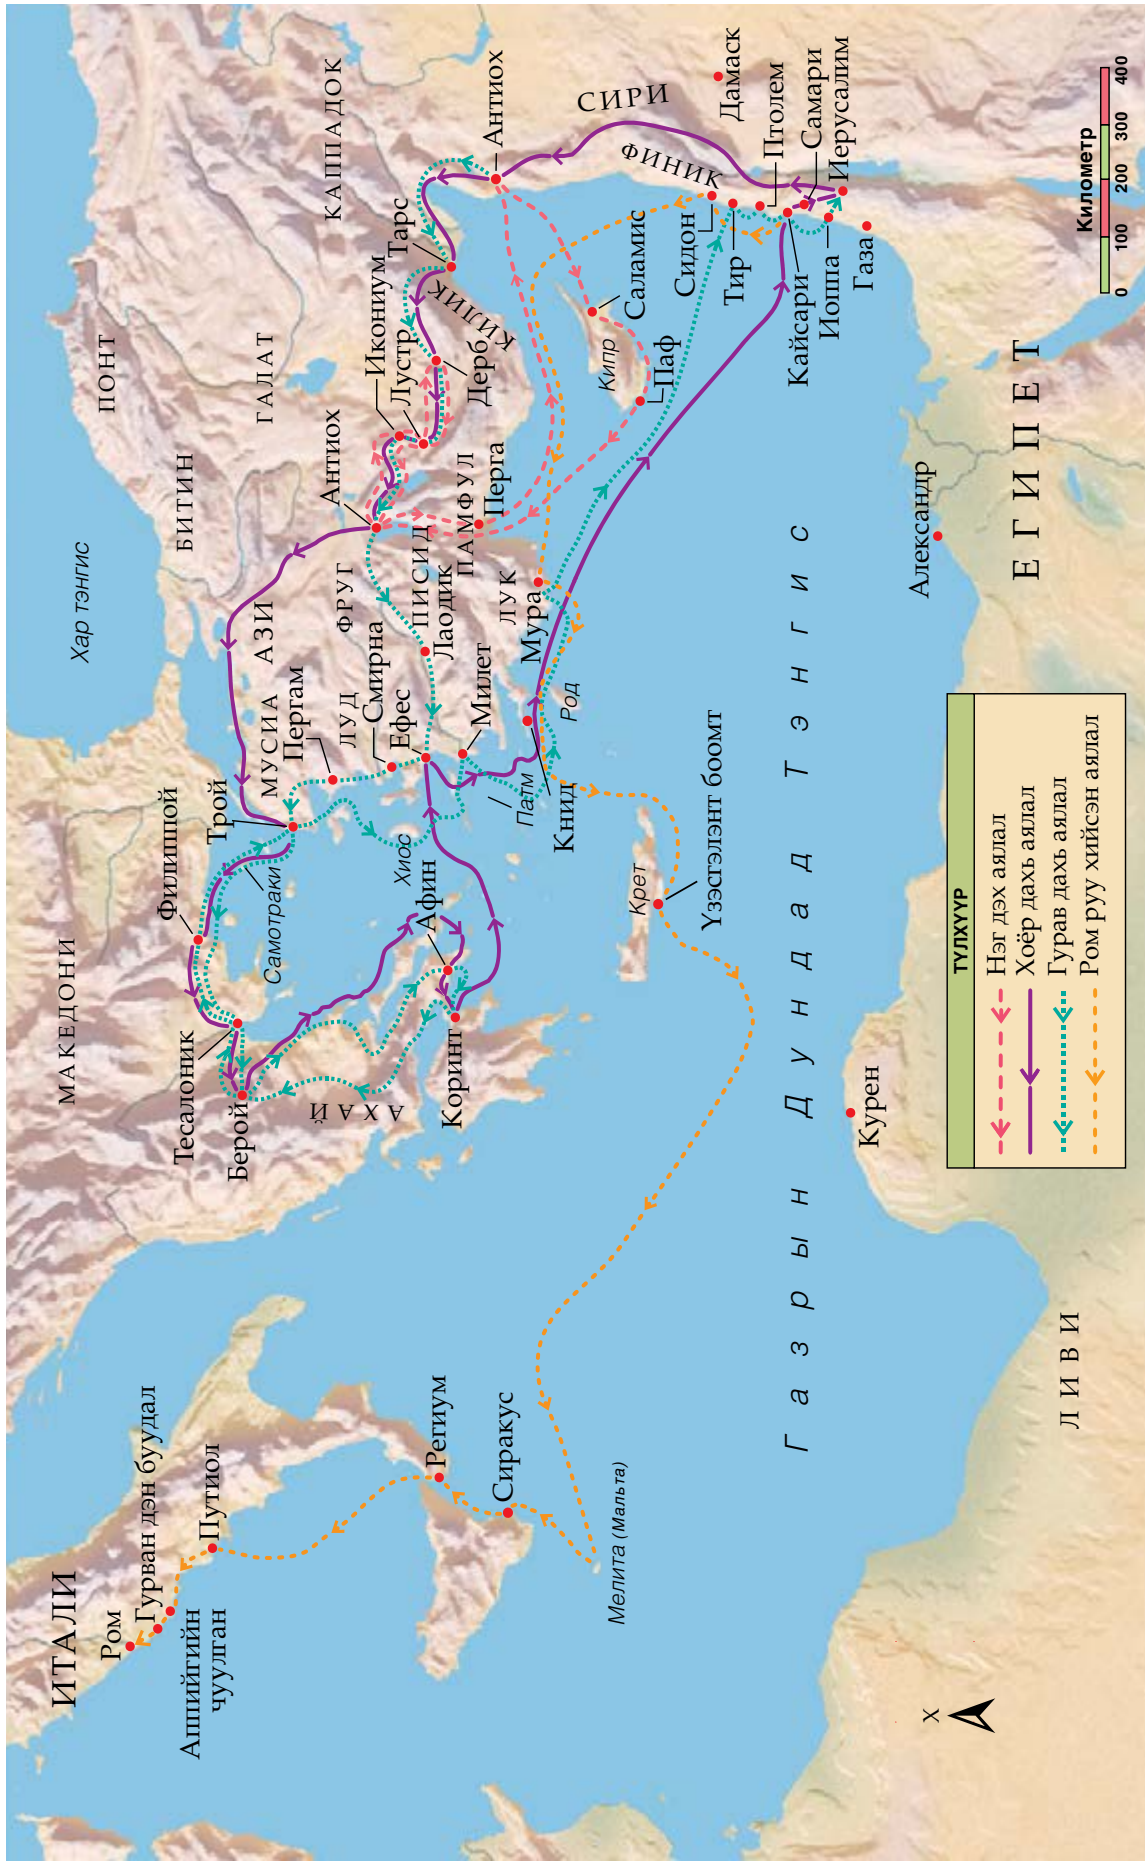 ИТАЛИ
Ром
Гурван дэн буудал
Аппийгийн
чуулган
Путиол
Региум
Сиракус
Мелита (Мальта)
МАКЕДОНИ
Филиппой
Тесалоник
Берой
АХАЙ
Коринт
Афин
Самотраки
Хиос
Патм
Трой
МУСИА
Пергам
ЛУД
Смирна
Ефес
Милет
Книд
Род
Крет
Үзэсгэлэнт боомт
Хар тэнгис
АЗИ
БИТИН
ПОНТ
ГАЛАТ
КАППАДОК
ФРУГ
ПИСИД
Лаодик
ЛУК
Мура
ПАМФУЛ
Перга
Антиох
Икониум
Лустр
Дерб
КИЛИК
Тарс
Антиох
СИРИ
ФИНИК
Кипр
Саламис
Паф
Дамаск
Сидон
Тир
Птолем
Кайсари
Самари
Иоппа
Иерусалим
Газа
Газрын Дундад Тэнгис
Курен
Александр
ЛИВИ
ЕГИПЕТ
Х
ТҮЛХҮҮР
Нэг дэх аялал
Хоёр дахь аялал
Гурав дахь аялал
Ром руу хийсэн аялал
Километр
0 100 200 300 400